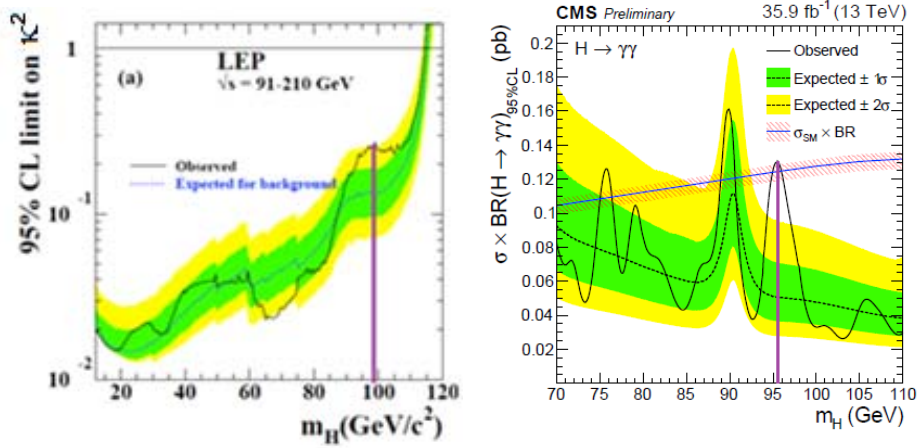 95% CL limit on κ²
1
10⁻¹
10⁻²
(a)
LEP
√s = 91-210 GeV
Observed
Expected for background
20 40 60 80 100 120
m_H(GeV/c²)
CMS Preliminary 35.9 fb⁻¹ (13 TeV)
σ × BR(H → γγ)95%CL (pb)
0.2
0.18
0.16
0.14
0.12
0.1
0.08
0.06
0.04
0.02
H → γγ
Observed
Expected ± 1σ
Expected ± 2σ
σ_SM × BR
70 75 80 85 90 95 100 105 110
m_H (GeV)